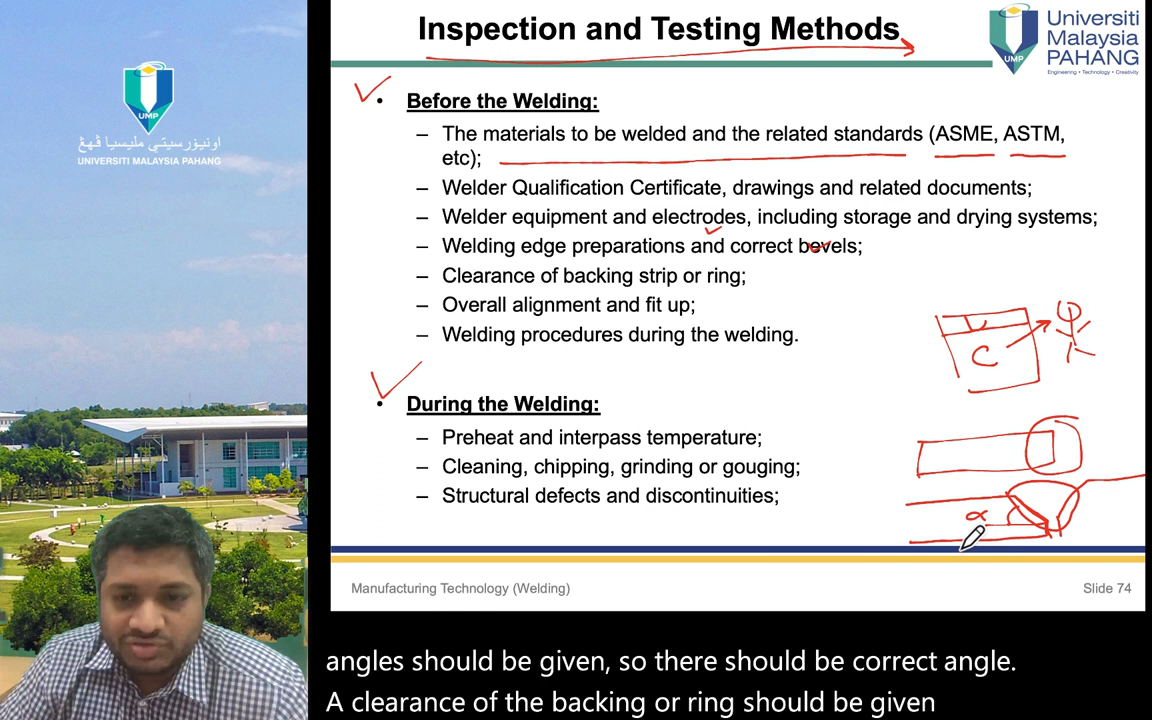 Inspection and Testing Methods
Universiti
Malaysia
PAHANG
Engineering • Technology • Creativity
UMP
UMP
اونيۏرسيتي مليسيا ڤهڠ
UNIVERSITI MALAYSIA PAHANG
• Before the Welding:
– The materials to be welded and the related standards (ASME, ASTM,
etc);
– Welder Qualification Certificate, drawings and related documents;
– Welder equipment and electrodes, including storage and drying systems;
– Welding edge preparations and correct bevels;
– Clearance of backing strip or ring;
– Overall alignment and fit up;
– Welding procedures during the welding.
C
• During the Welding:
– Preheat and interpass temperature;
– Cleaning, chipping, grinding or gouging;
– Structural defects and discontinuities;
α
Manufacturing Technology (Welding)
Slide 74
angles should be given, so there should be correct angle.
A clearance of the backing or ring should be given